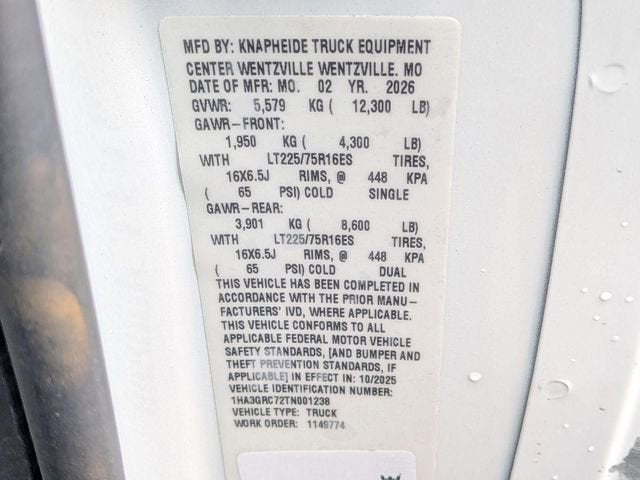 MFD BY: KNAPHEIDE TRUCK EQUIPMENT
CENTER WENTZVILLE WENTZVILLE, MO
DATE OF MFR: MO. 02 YR. 2026
GVWR: 5,579 KG ( 12,300 LB)
GAWR-FRONT:
1,950 KG ( 4,300 LB)
WITH LT225/75R16ES TIRES,
16X6.5J RIMS, @ 448 KPA
( 65 PSI) COLD SINGLE
GAWR-REAR:
3,901 KG ( 8,600 LB)
WITH LT225/75R16ES TIRES,
16X6.5J RIMS, @ 448 KPA
( 65 PSI) COLD DUAL
THIS VEHICLE HAS BEEN COMPLETED IN
ACCORDANCE WITH THE PRIOR MANU-
FACTURERS' IVD, WHERE APPLICABLE.
THIS VEHICLE CONFORMS TO ALL
APPLICABLE FEDERAL MOTOR VEHICLE
SAFETY STANDARDS, [AND BUMPER AND
THEFT PREVENTION STANDARDS, IF
APPLICABLE] IN EFFECT IN: 10/2025
VEHICLE IDENTIFICATION NUMBER:
1HA3GRC72TN001238
VEHICLE TYPE: TRUCK
WORK ORDER: 1149774